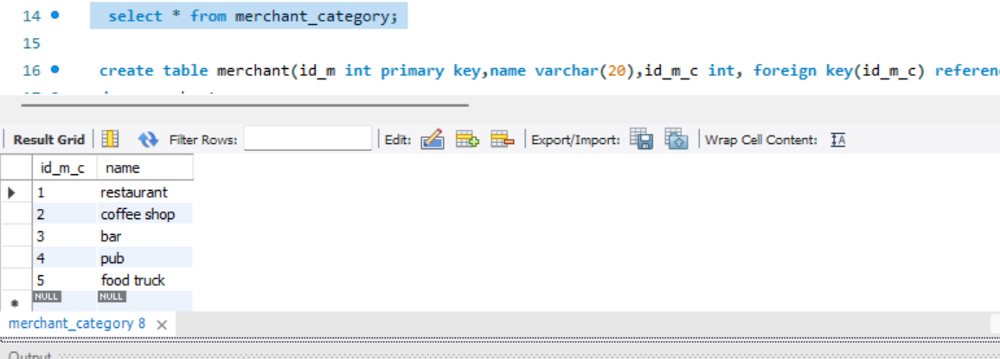 14 select * from merchant_category;
15
16 create table merchant(id_m int primary key,name varchar(20),id_m_c int, foreign key(id_m_c)
Result Grid Filter Rows: Edit: Export/Import: Wrap Cell Content:
id_m_c name
1 restaurant
2 coffee shop
3 bar
4 pub
5 food truck
NULL NULL
merchant_category 8
Output